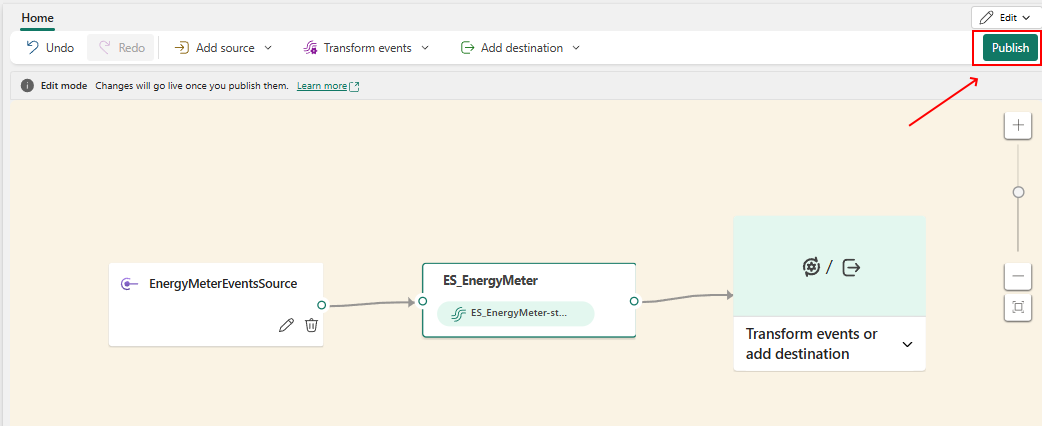 Home
Edit
Undo
Redo
Add source
Transform events
Add destination
Publish
Edit mode Changes will go live once you publish them. Learn more
EnergyMeterEventsSource
ES_EnergyMeter
ES_EnergyMeter-st...
/
Transform events or
add destination